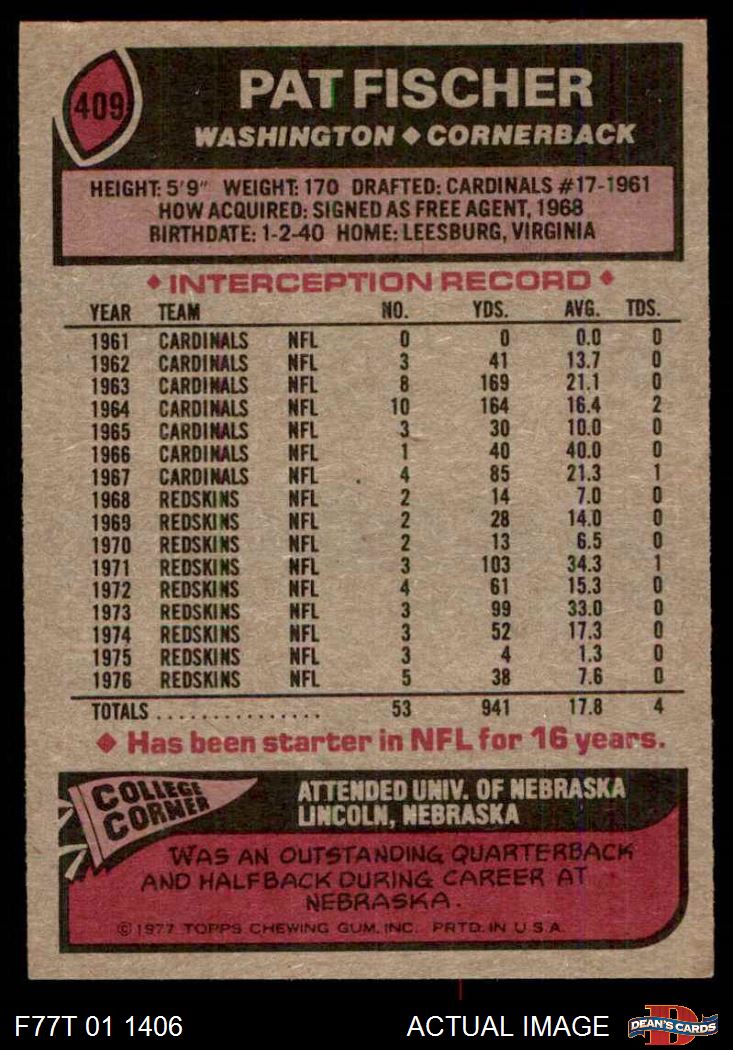 409
PAT FISCHER
WASHINGTON ◆ CORNERBACK
HEIGHT: 5'9" WEIGHT: 170 DRAFTED: CARDINALS #17-1961
HOW ACQUIRED: SIGNED AS FREE AGENT, 1968
BIRTHDATE: 1-2-40 HOME: LEESBURG, VIRGINIA
◆ INTERCEPTION RECORD ◆
YEAR TEAM NO. YDS. AVG. TDS.
1961 CARDINALS NFL 0 0 0.0 0
1962 CARDINALS NFL 3 41 13.7 0
1963 CARDINALS NFL 8 169 21.1 0
1964 CARDINALS NFL 10 164 16.4 2
1965 CARDINALS NFL 3 30 10.0 0
1966 CARDINALS NFL 1 40 40.0 0
1967 CARDINALS NFL 4 85 21.3 1
1968 REDSKINS NFL 2 14 7.0 0
1969 REDSKINS NFL 2 28 14.0 0
1970 REDSKINS NFL 2 13 6.5 0
1971 REDSKINS NFL 3 103 34.3 1
1972 REDSKINS NFL 4 61 15.3 0
1973 REDSKINS NFL 3 99 33.0 0
1974 REDSKINS NFL 3 52 17.3 0
1975 REDSKINS NFL 3 4 1.3 0
1976 REDSKINS NFL 5 38 7.6 0
TOTALS ............... 53 941 17.8 4
◆ Has been starter in NFL for 16 years.
COLLEGE CORNER
ATTENDED UNIV. OF NEBRASKA
LINCOLN, NEBRASKA
WAS AN OUTSTANDING QUARTERBACK
AND HALFBACK DURING CAREER AT
NEBRASKA.
© 1977 TOPPS CHEWING GUM, INC. PRTD. IN U.S.A.
F77T 01 1406 ACTUAL IMAGE DEAN'S CARDS